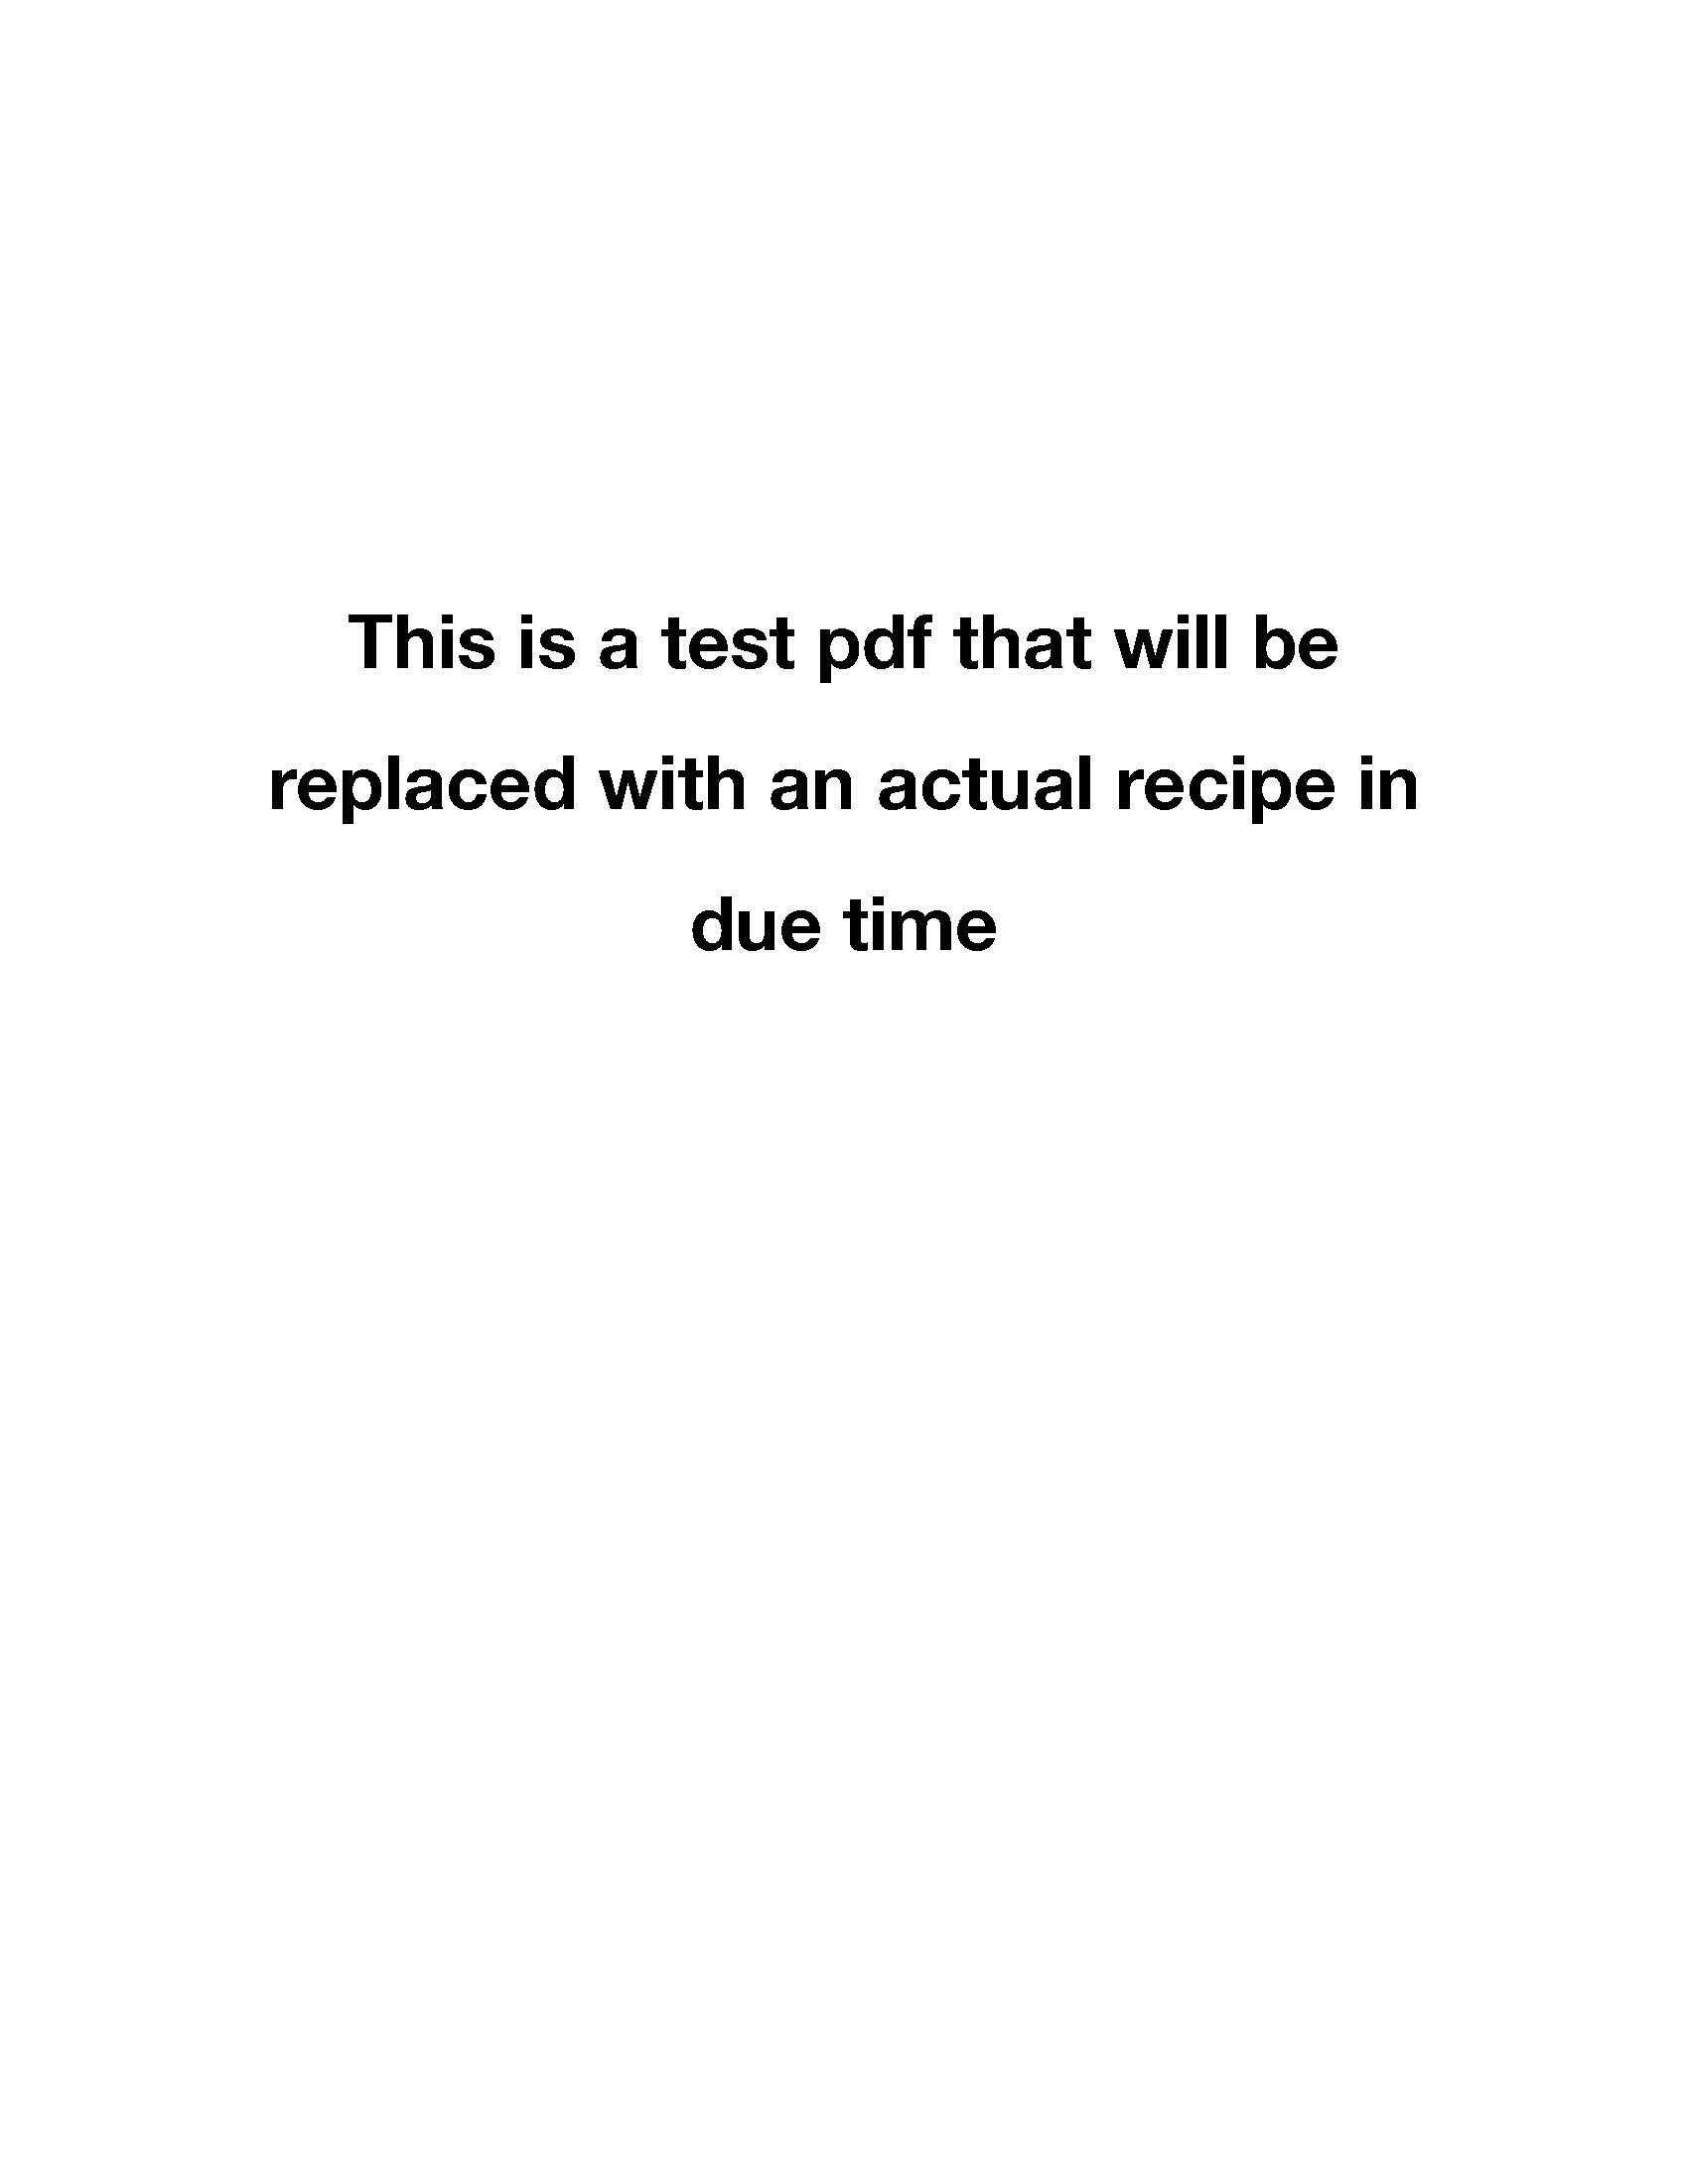 This is a test pdf that will be
replaced with an actual recipe in
due time